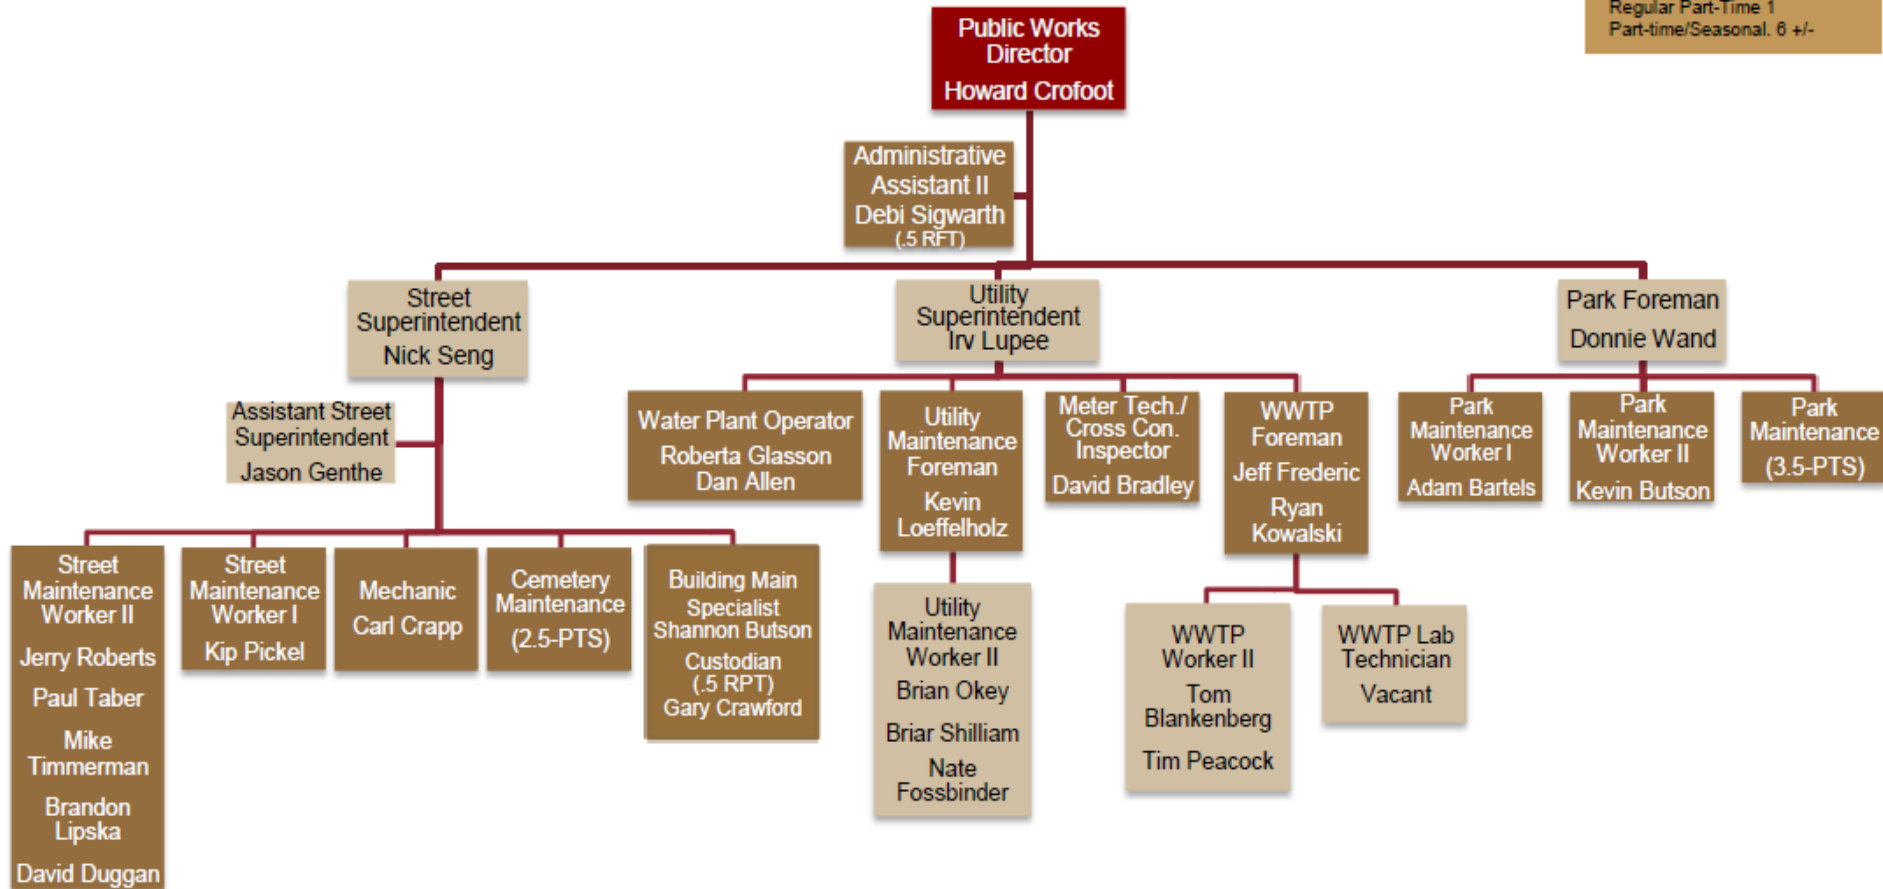 Regular Part-Time 1
Part-time/Seasonal. 6 +/-
Public Works
Director
Howard Crofoot
Administrative
Assistant II
Debi Sigwarth
(.5 RFT)
Street
Superintendent
Nick Seng
Utility
Superintendent
Irv Lupee
Park Foreman
Donnie Wand
Assistant Street
Superintendent
Jason Genthe
Water Plant Operator
Roberta Glasson
Dan Allen
Utility
Maintenance
Foreman
Kevin
Loeffelholz
Meter Tech./
Cross Con.
Inspector
David Bradley
WWTP
Foreman
Jeff Frederic
Ryan
Kowalski
Park
Maintenance
Worker I
Adam Bartels
Park
Maintenance
Worker II
Kevin Butson
Park
Maintenance
(3.5-PTS)
Street
Maintenance
Worker II
Jerry Roberts
Paul Taber
Mike
Timmerman
Brandon
Lipska
David Duggan
Street
Maintenance
Worker I
Kip Pickel
Mechanic
Carl Crapp
Cemetery
Maintenance
(2.5-PTS)
Building Main
Specialist
Shannon Butson
Custodian
(.5 RPT)
Gary Crawford
Utility
Maintenance
Worker II
Brian Okey
Briar Shilliam
Nate
Fossbinder
WWTP
Worker II
Tom
Blankenberg
Tim Peacock
WWTP Lab
Technician
Vacant